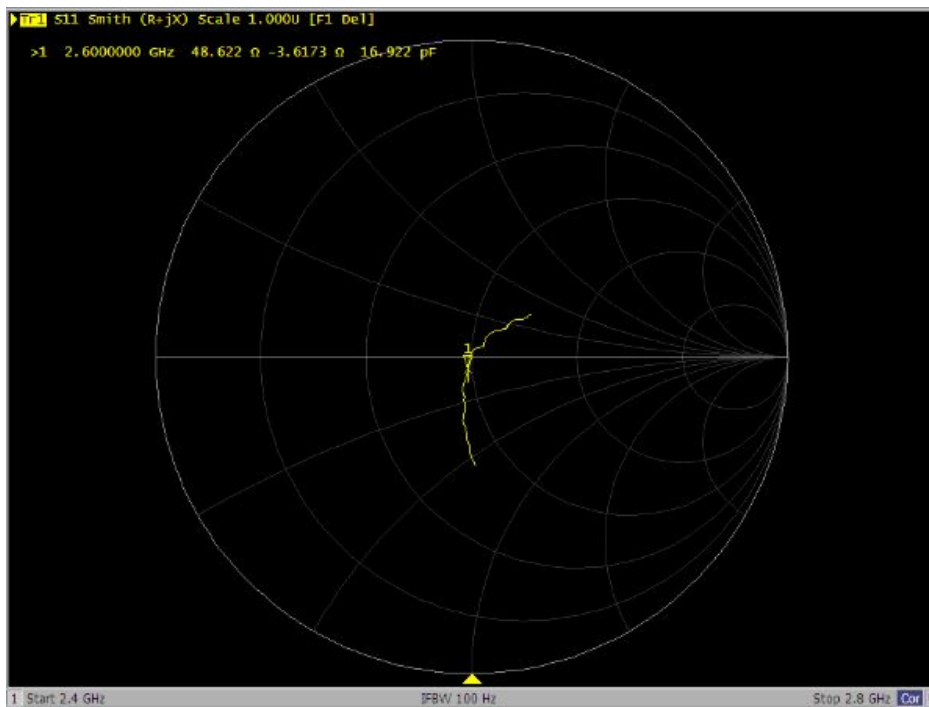 Tr1 S11 Smith (R+jX) Scale 1.000U [F1 Del]
>1 2.6000000 GHz 48.622 Ω -3.6173 Ω 16.922 pF
1
1 Start 2.4 GHz IFBW 100 Hz Stop 2.8 GHz Cor